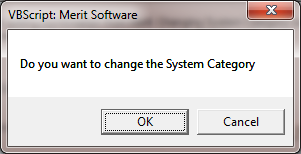 VBScript: Merit Software
Do you want to change the System Category
OK
Cancel